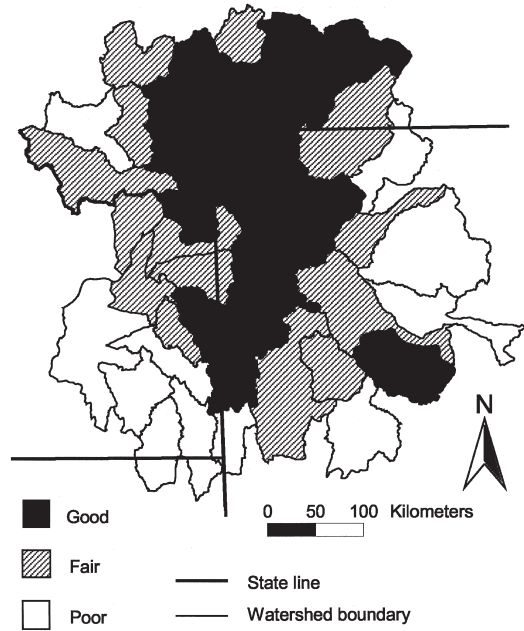 N
0 50 100 Kilometers
Good
Fair
Poor
State line
Watershed boundary